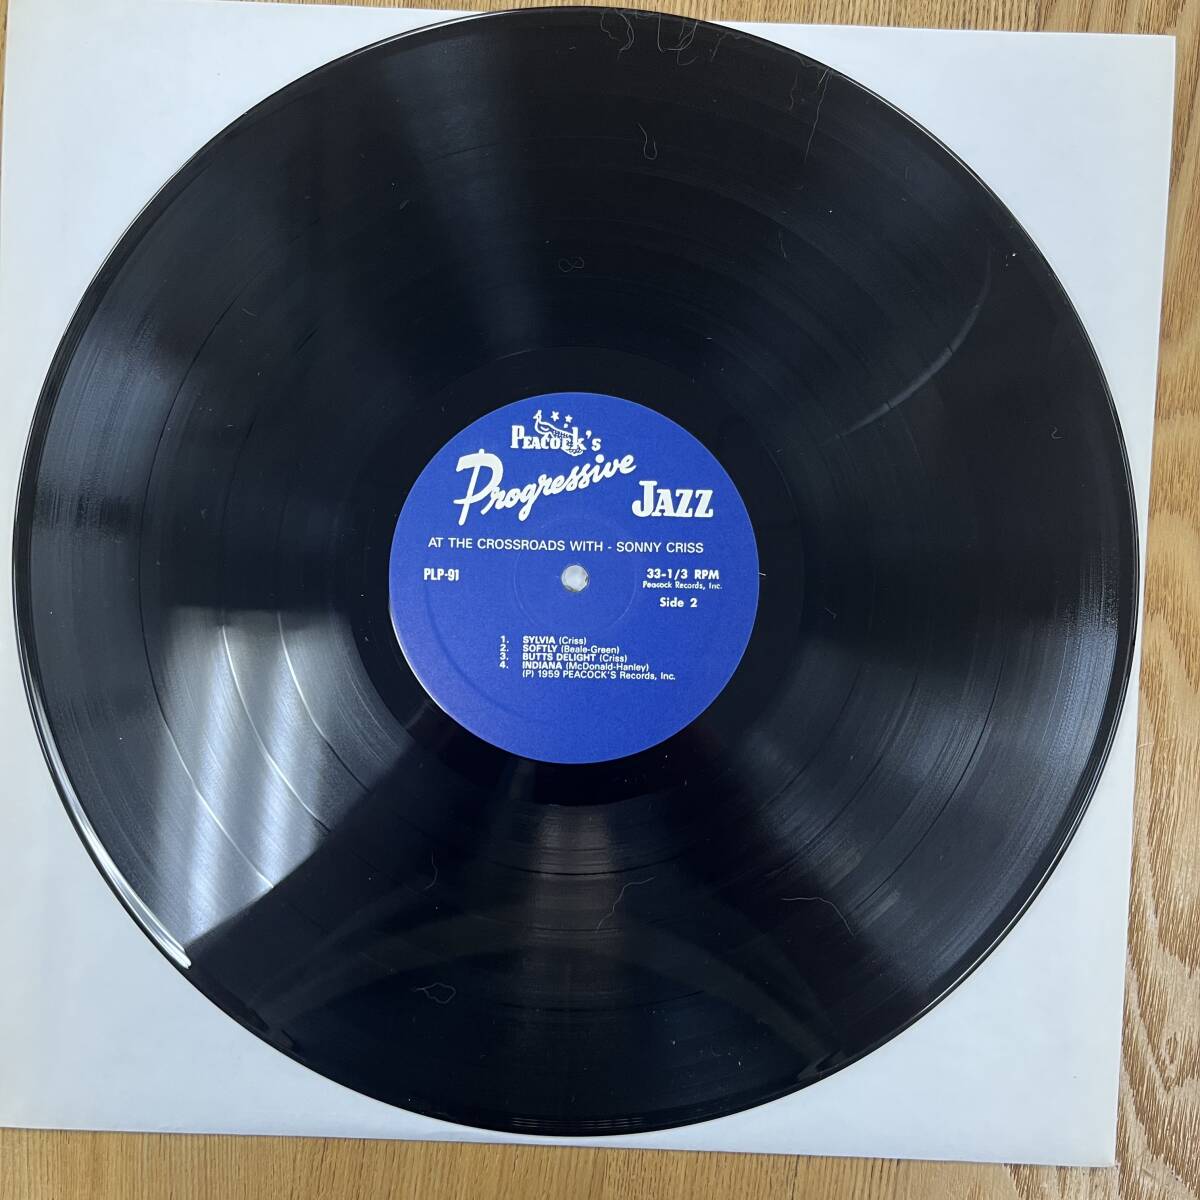 PEACOCK'S
Progressive
JAZZ
AT THE CROSSROADS WITH - SONNY CRISS
PLP-91
33-1/3 RPM
Peacock Records, Inc.
Side 2
1. SYLVIA (Criss)
2. SOFTLY (Beale-Green)
3. BUTTS DELIGHT (Criss)
4. INDIANA (McDonald-Hanley)
(P) 1959 PEACOCK'S Records, Inc.